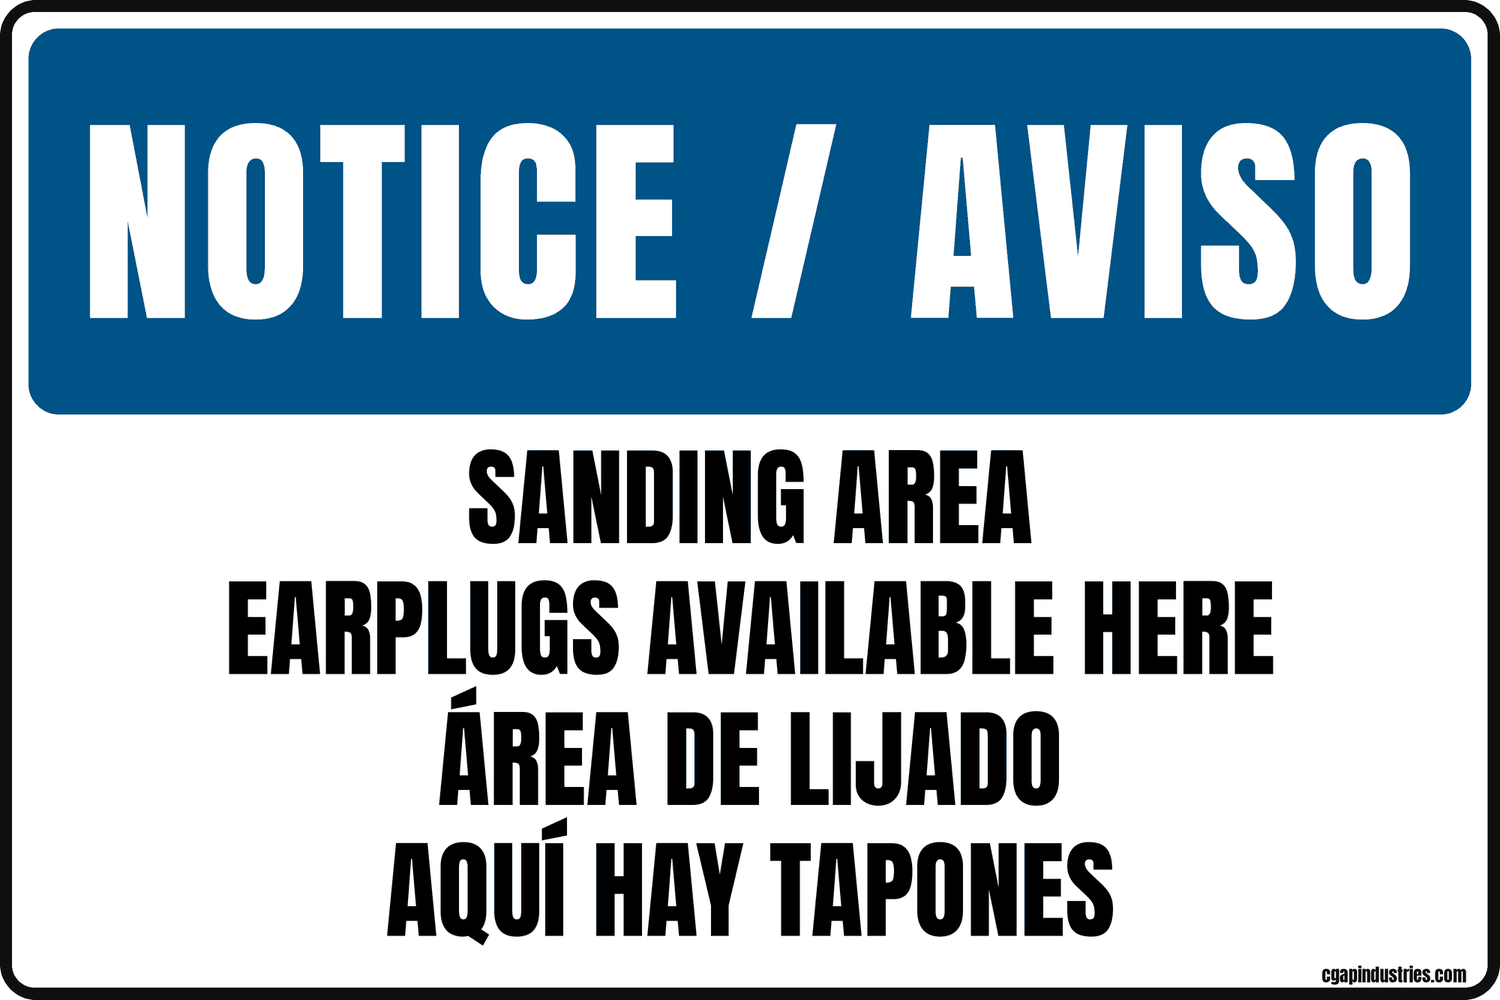 NOTICE / AVISO
SANDING AREA
EARPLUGS AVAILABLE HERE
ÁREA DE LIJADO
AQUÍ HAY TAPONES
cgapindustries.com